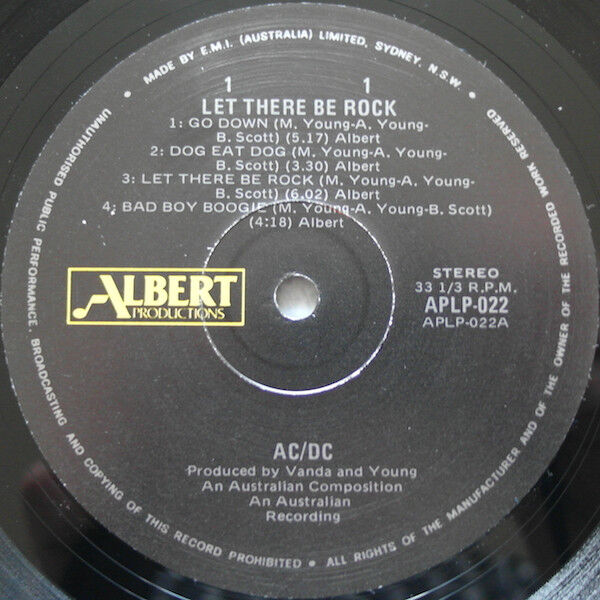 • MADE BY E.M.I. (AUSTRALIA) LIMITED, SYDNEY, N.S.W. •
1 1
LET THERE BE ROCK
1: GO DOWN (M. Young-A. Young-
B. Scott) (5.17) Albert
2: DOG EAT DOG (M. Young-A. Young-
B. Scott) (3.30) Albert
3: LET THERE BE ROCK (M. Young-A. Young-
B. Scott) (6.02) Albert
4: BAD BOY BOOGIE (M. Young-A. Young-B. Scott)
(4:18) Albert
ALBERT
PRODUCTIONS
STEREO
33 1/3 R.P.M.
APLP-022
APLP-022A
AC/DC
Produced by Vanda and Young
An Australian Composition
An Australian
Recording
UNAUTHORISED PUBLIC PERFORMANCE, BROADCASTING AND COPYING OF THIS RECORD PROHIBITED • ALL RIGHTS OF THE MANUFACTURER AND OF THE OWNER OF THE RECORDED WORK RESERVED